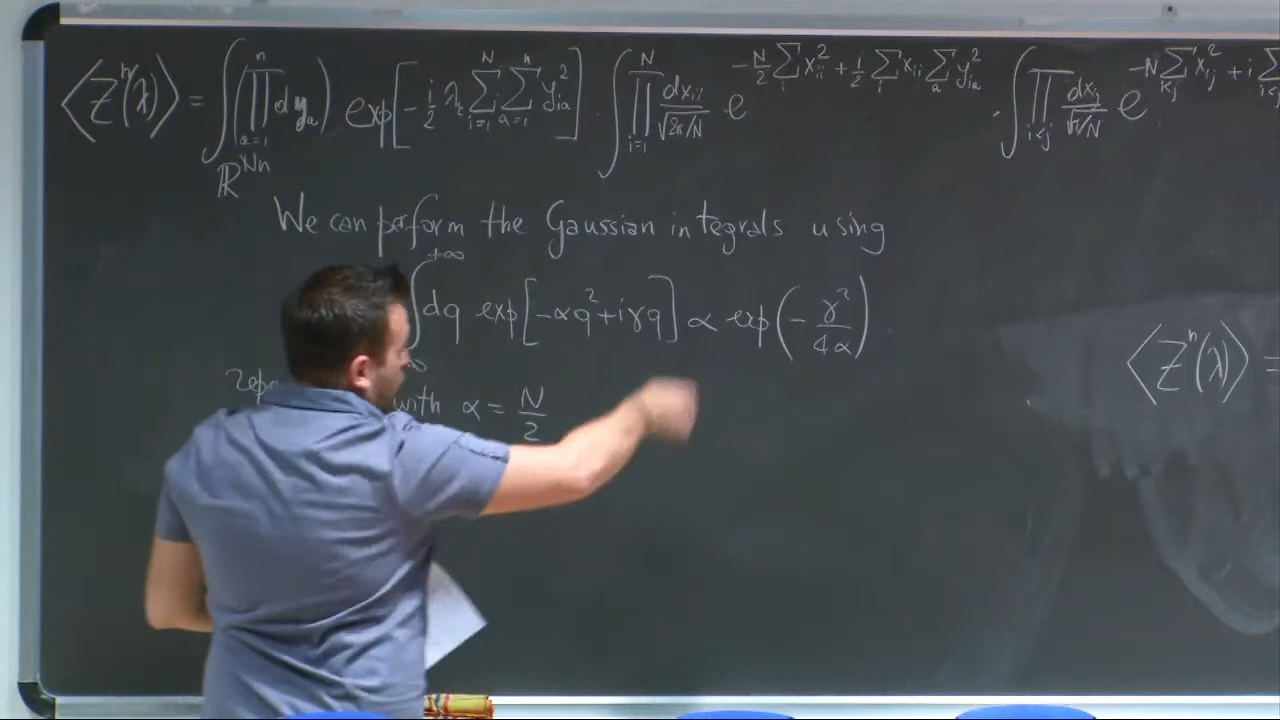 ⟨Z^n(λ)⟩ = ∫_{ℝ^{Nn}} (∏_{a=1}^{n} dy_a) exp[-i/2 λ_ε ∑_{i=1}^{N} ∑_{a=1}^{n} y_{ia}^2] · ∫ ∏_{i=1}^{N} dx_{ii}/√(2π/N) e^{-N/2 ∑_i x_{ii}^2 + i/2 ∑_i x_{ii} ∑_a y_{ia}^2} · ∫ ∏_{i<j} dx_{ij}/√(π/N) e^{-N ∑_{i<j} x_{ij}^2 + i ∑_{i<j}
We can perform the Gaussian integrals using
∫^{+∞} dq exp[-αq^2+iγq] ∝ exp(-γ^2/4α)
⟨Z^n(λ)⟩ =
with α = N/2